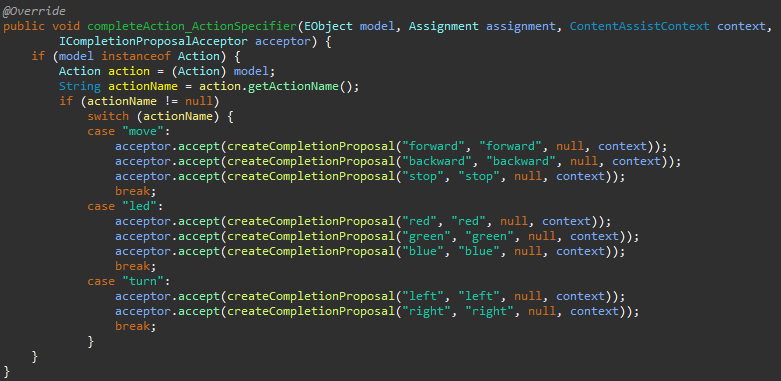 @Override
public void completeAction_ActionSpecifier(EObject model, Assignment assignment, ContentAssistContext context,
        ICompletionProposalAcceptor acceptor) {
    if (model instanceof Action) {
        Action action = (Action) model;
        String actionName = action.getActionName();
        if (actionName != null)
            switch (actionName) {
            case "move":
                acceptor.accept(createCompletionProposal("forward", "forward", null, context));
                acceptor.accept(createCompletionProposal("backward", "backward", null, context));
                acceptor.accept(createCompletionProposal("stop", "stop", null, context));
                break;
            case "led":
                acceptor.accept(createCompletionProposal("red", "red", null, context));
                acceptor.accept(createCompletionProposal("green", "green", null, context));
                acceptor.accept(createCompletionProposal("blue", "blue", null, context));
                break;
            case "turn":
                acceptor.accept(createCompletionProposal("left", "left", null, context));
                acceptor.accept(createCompletionProposal("right", "right", null, context));
                break;
            }
    }
}